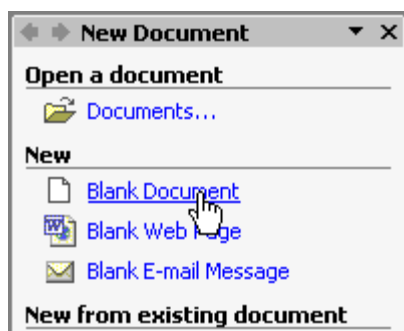 New Document
Open a document
Documents...
New
Blank Document
Blank Web Page
Blank E-mail Message
New from existing document